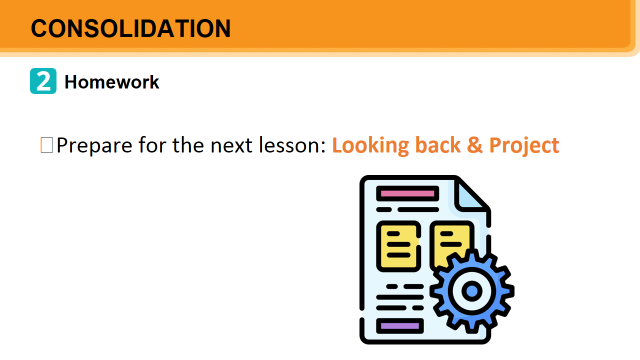 CONSOLIDATION
2 Homework
Prepare for the next lesson: Looking back & Project